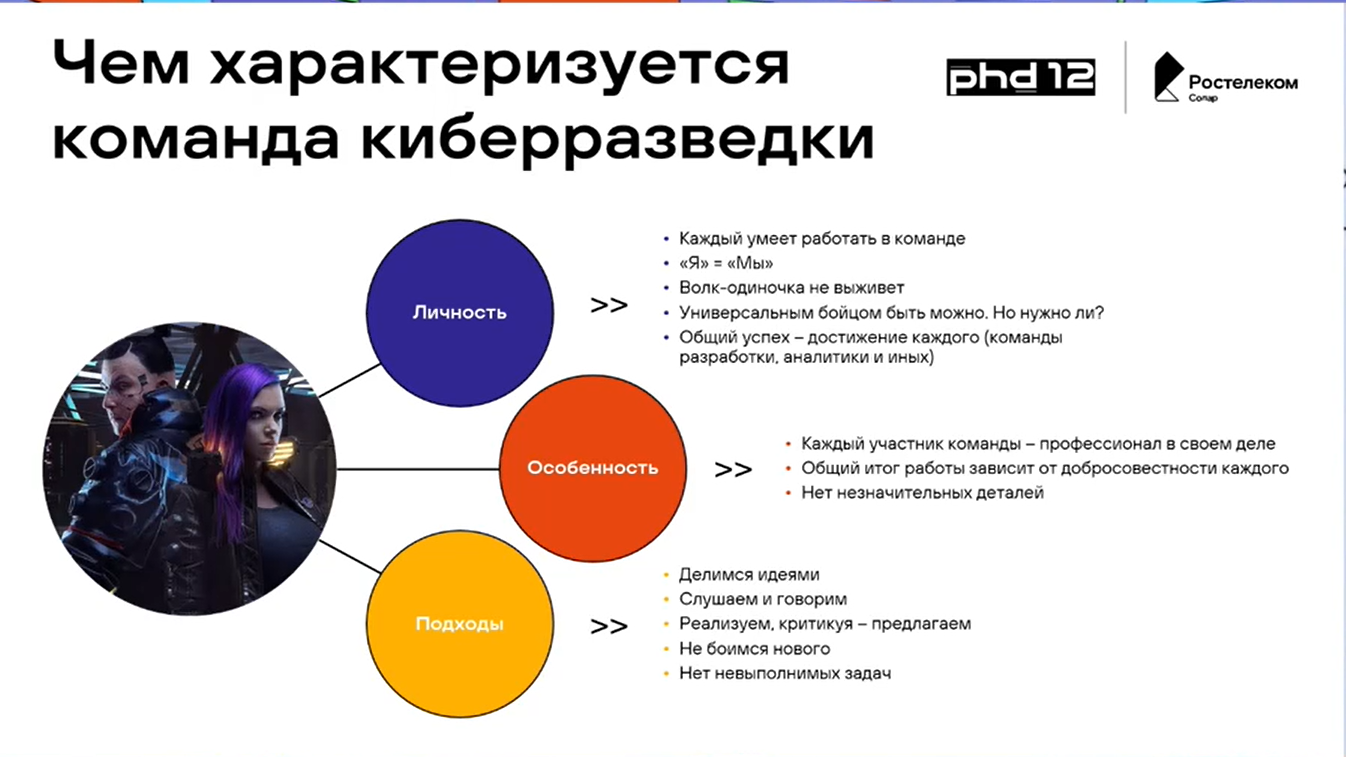 Чем характеризуется
команда киберразведки
phd 12
Ростелеком
Солар
Личность
>>
• Каждый умеет работать в команде
• «Я» = «Мы»
• Волк-одиночка не выживет
• Универсальным бойцом быть можно. Но нужно ли?
• Общий успех – достижение каждого (команды
разработки, аналитики и иных)
Особенность
>>
• Каждый участник команды – профессионал в своем деле
• Общий итог работы зависит от добросовестности каждого
• Нет незначительных деталей
Подходы
>>
• Делимся идеями
• Слушаем и говорим
• Реализуем, критикуя – предлагаем
• Не боимся нового
• Нет невыполнимых задач